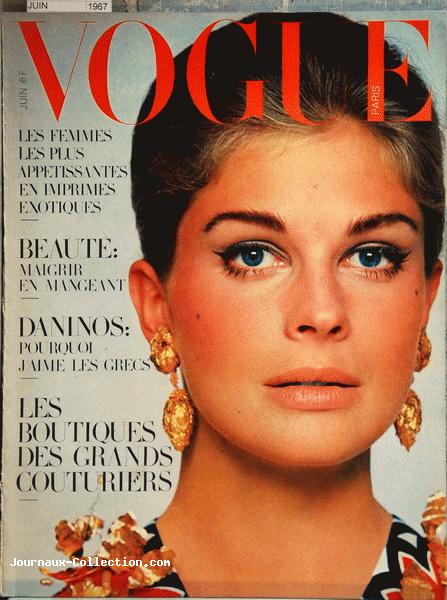 JUIN 1967
VOGUE
JUIN 6F
PARIS
LES FEMMES
LES PLUS
APPETISSANTES
EN IMPRIMES
EXOTIQUES
BEAUTE:
MAIGRIR
EN MANGEANT
DANINOS:
POURQUOI
J'AIME LES GRECS
LES
BOUTIQUES
DES GRANDS
COUTURIERS
Journaux-Collection.com